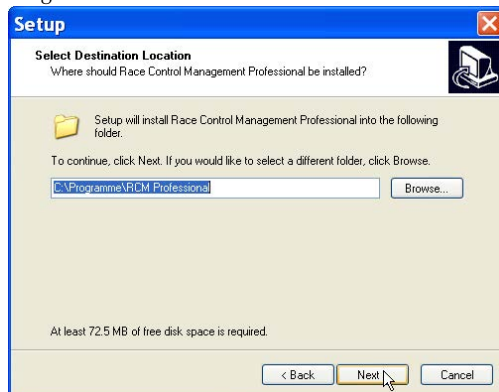 Setup
Select Destination Location
Where should Race Control Management Professional be installed?
Setup will install Race Control Management Professional into the following
folder.
To continue, click Next. If you would like to select a different folder, click Browse.
C:\Programme\RCM Professional
Browse...
At least 72.5 MB of free disk space is required.
< Back
Next
Cancel